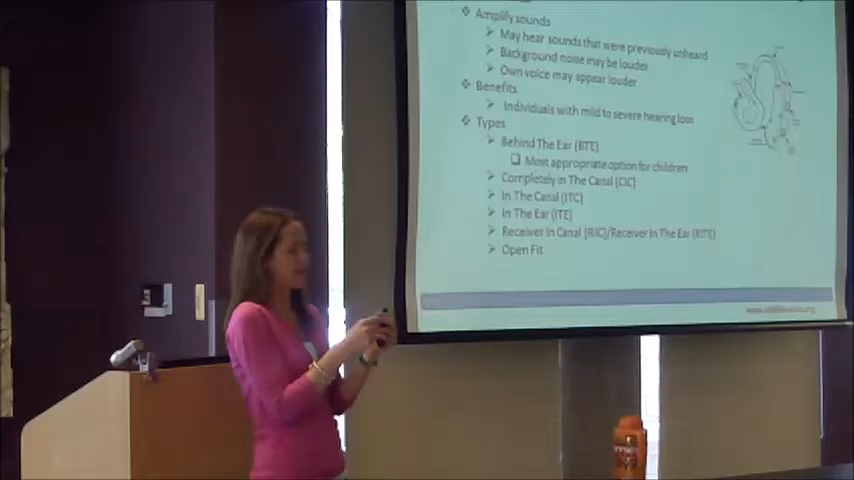 Amplify sounds
May hear sounds that were previously unheard
Background noise may be louder
Own voice may appear louder
Benefits
Individuals with mild to severe hearing loss
Types
Behind The Ear (BTE)
Most appropriate option for children
Completely in The Canal (CIC)
In The Canal (ITC)
In The Ear (ITE)
Receiver In Canal (RIC)/Receiver In The Ear (RITE)
Open Fit